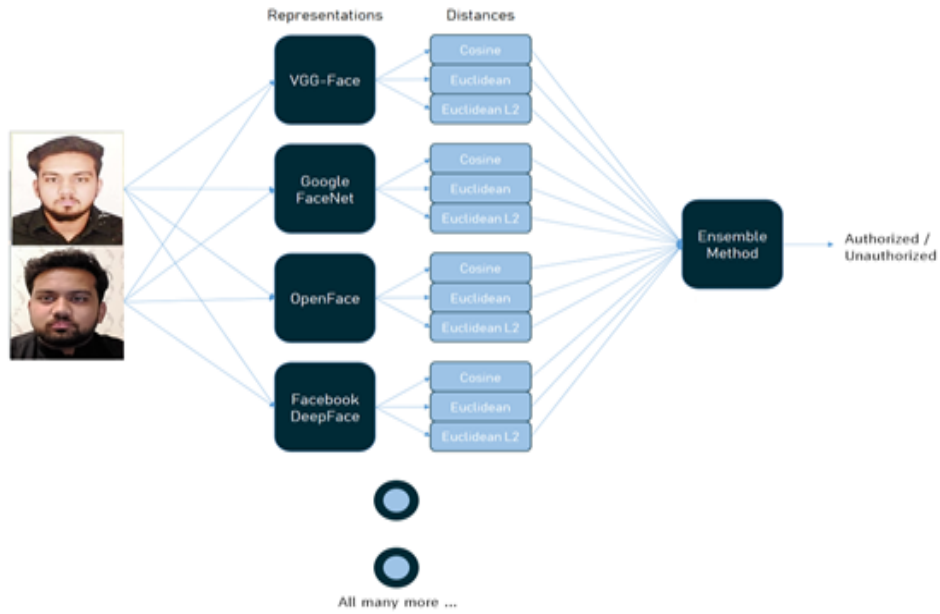 Representations
Distances
VGG-Face
Cosine
Euclidean
Euclidean L2
Google
FaceNet
Cosine
Euclidean
Euclidean L2
OpenFace
Cosine
Euclidean
Euclidean L2
Facebook
DeepFace
Cosine
Euclidean
Euclidean L2
Ensemble
Method
Authorized /
Unauthorized
All many more ...